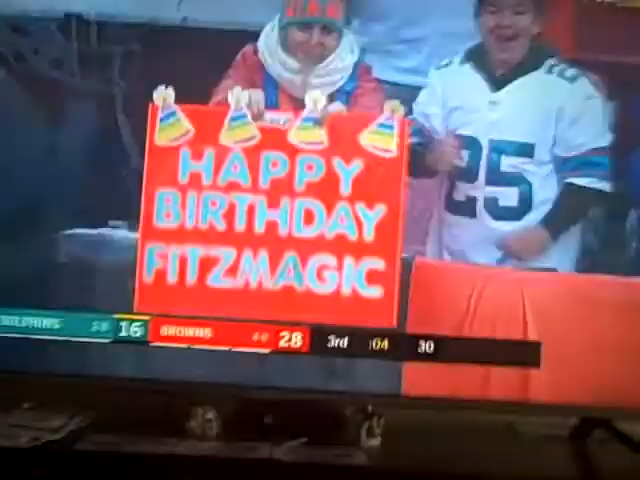 HAPPY
BIRTHDAY
FITZMAGIC
25
DOLPHINS 16 BROWNS 28 3rd :04 30